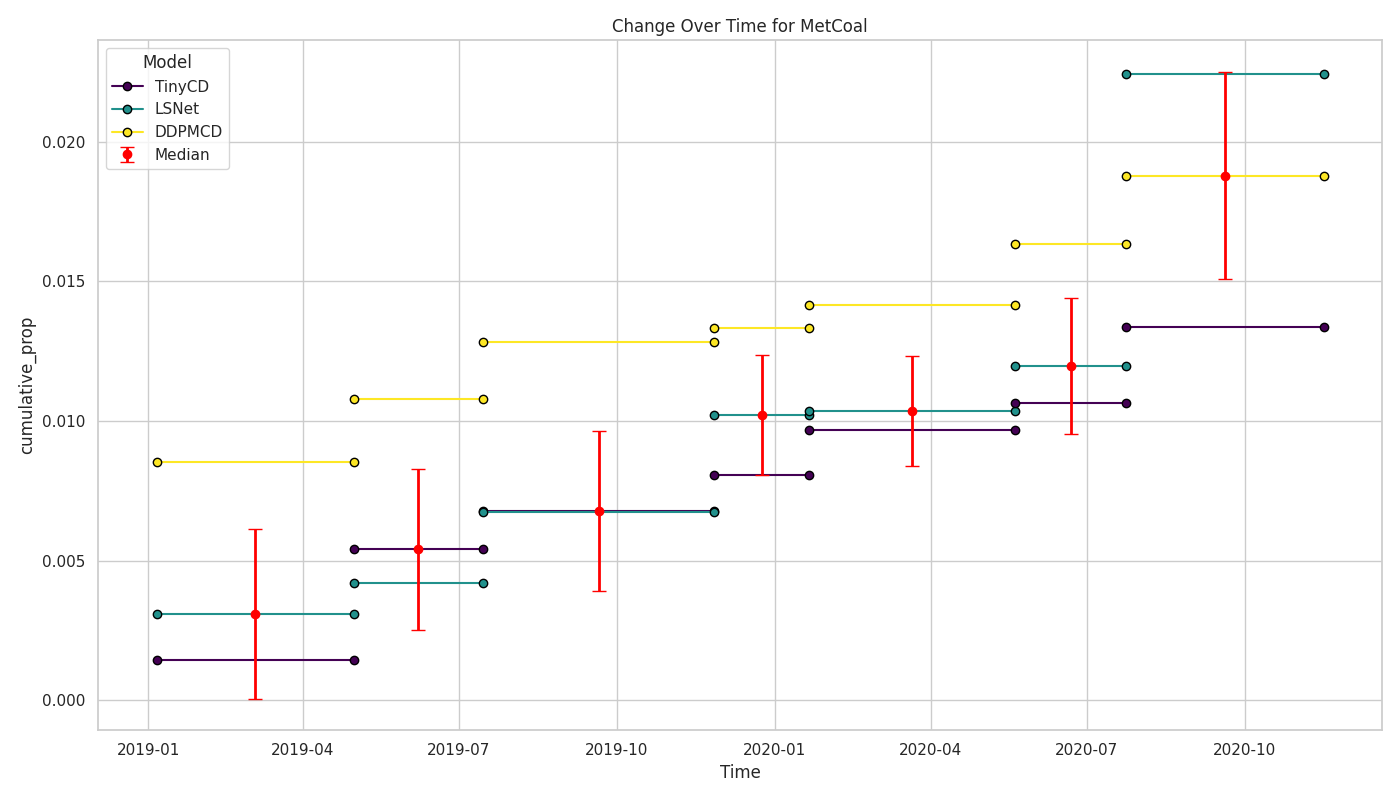 Change Over Time for MetCoal
Model
TinyCD
LSNet
DDPMCD
Median
cumulative_prop
0.020
0.015
0.010
0.005
0.000
2019-01
2019-04
2019-07
2019-10
2020-01
2020-04
2020-07
2020-10
Time